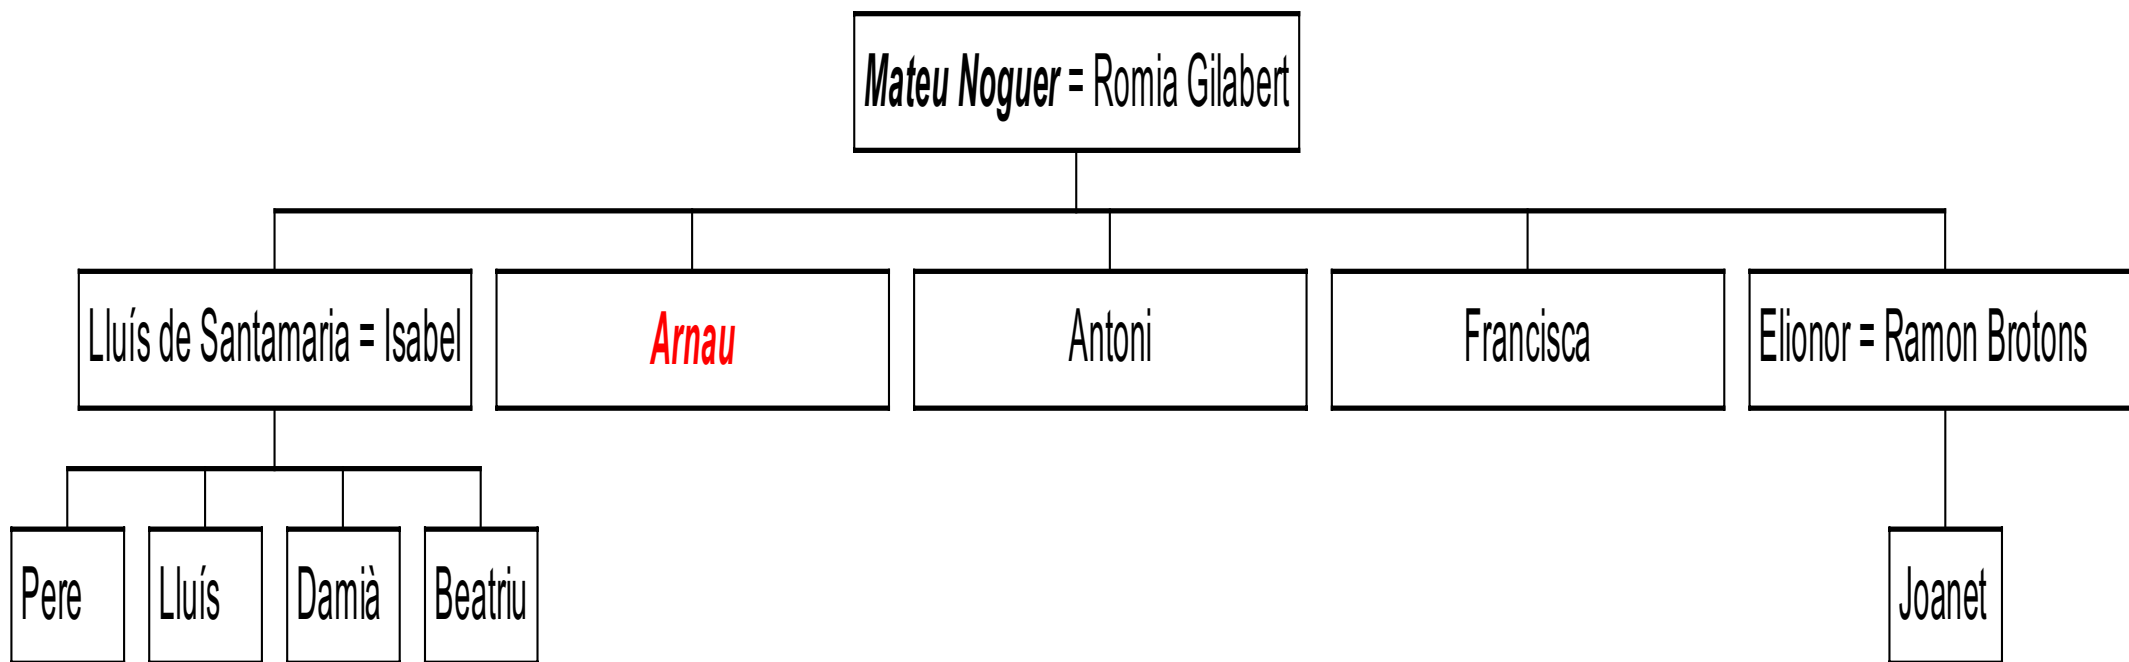 Mateu Noguer = Romia Gilabert
Lluís de Santamaria = Isabel
Arnau
Antoni
Francisca
Elionor = Ramon Brotons
Pere
Lluís
Damià
Beatriu
Joanet